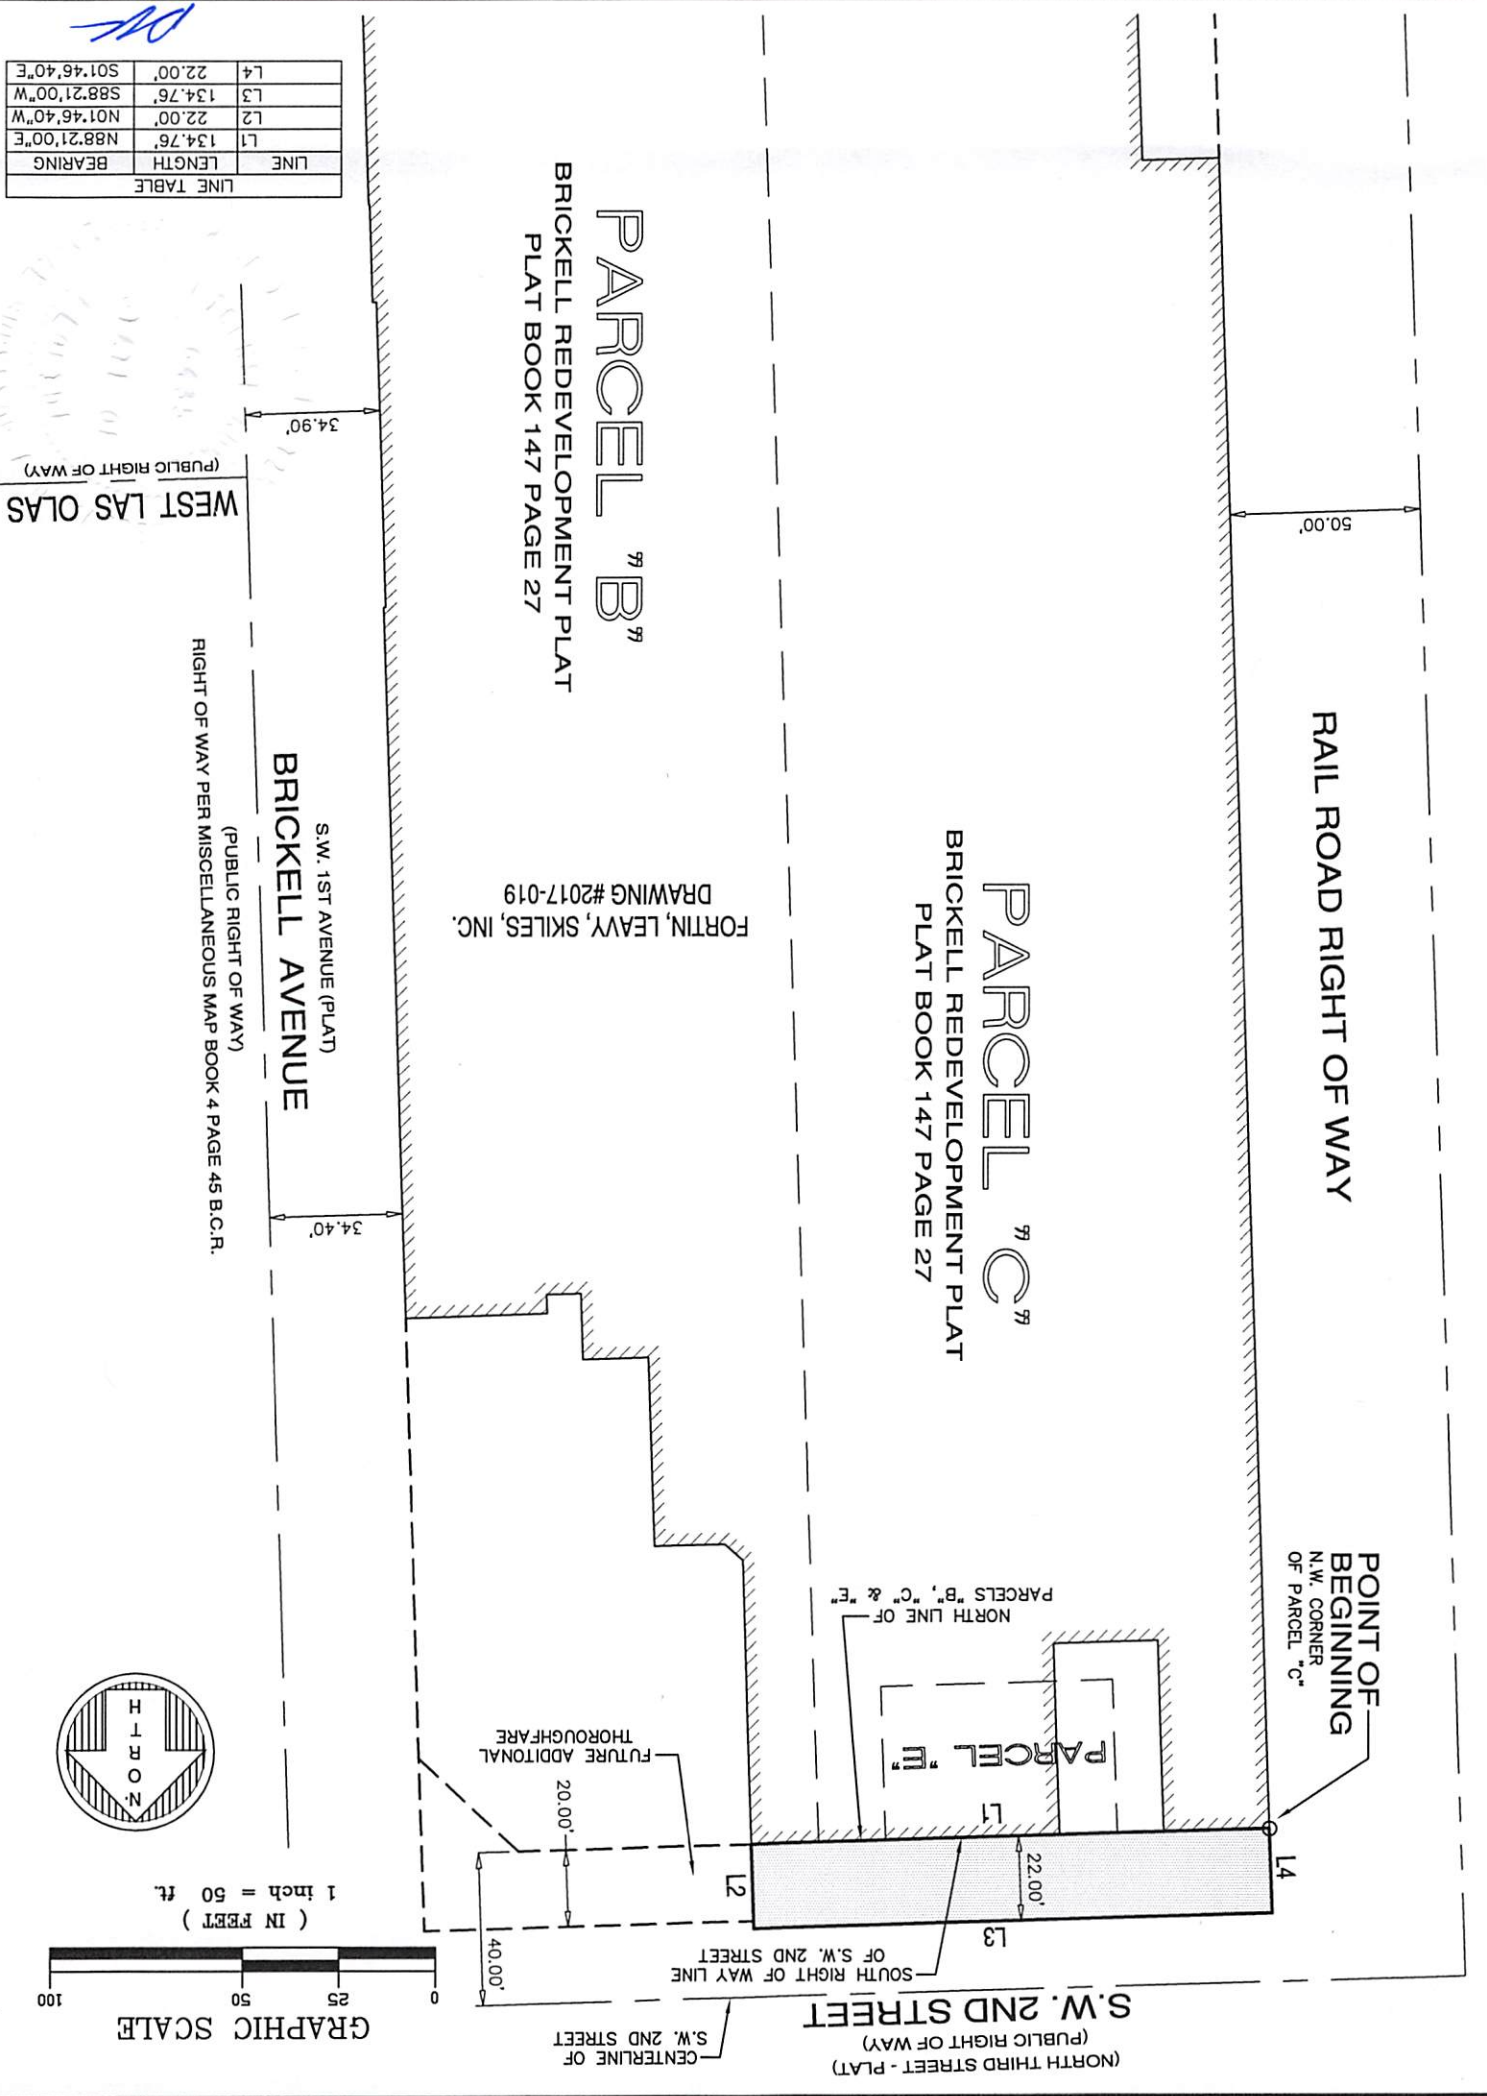 (NORTH THIRD STREET - PLAT)
(PUBLIC RIGHT OF WAY)
S.W. 2ND STREET
CENTERLINE OF
S.W. 2ND STREET
SOUTH RIGHT OF WAY LINE
OF S.W. 2ND STREET
GRAPHIC SCALE
0 25 50 100
( IN FEET )
1 inch = 50 ft.
NORTH
40.00'
20.00'
L3
22.00'
L4
L2
L1
FUTURE ADDITONAL
THOROUGHFARE
PARCEL "E"
POINT OF
BEGINNING
N.W. CORNER
OF PARCEL "C"
NORTH LINE OF
PARCELS "B", "C" & "E"
RAIL ROAD RIGHT OF WAY
50.00'
PARCEL "C"
BRICKELL REDEVELOPMENT PLAT
PLAT BOOK 147 PAGE 27
FORTIN, LEAVY, SKILES, INC.
DRAWING #2017-019
PARCEL "B"
BRICKELL REDEVELOPMENT PLAT
PLAT BOOK 147 PAGE 27
34.40'
S.W. 1ST AVENUE (PLAT)
BRICKELL AVENUE
(PUBLIC RIGHT OF WAY)
RIGHT OF WAY PER MISCELLANEOUS MAP BOOK 4 PAGE 45 B.C.R.
WEST LAS OLAS
(PUBLIC RIGHT OF WAY)
34.90'
LINE TABLE
LINE LENGTH BEARING
L1 134.76' N88°21'00"E
L2 22.00' N01°46'40"W
L3 134.76' S88°21'00"W
L4 22.00' S01°46'40"E